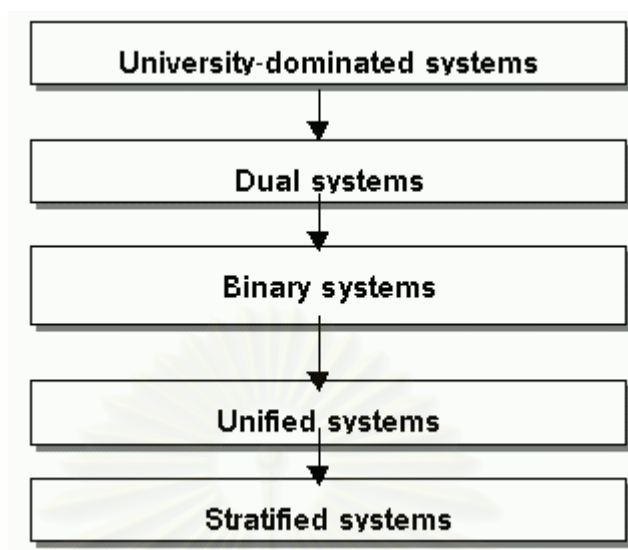 University-dominated systems
Dual systems
Binary systems
Unified systems
Stratified systems